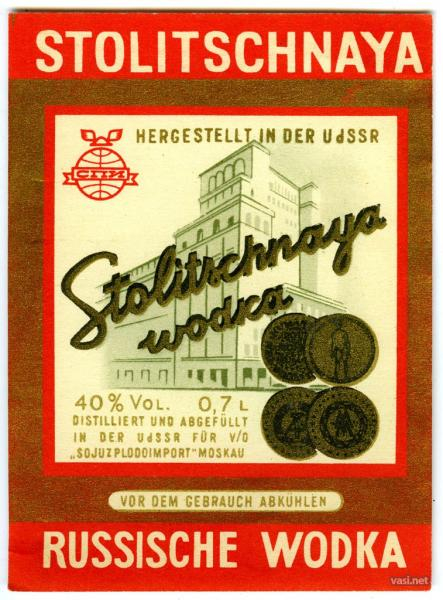 STOLITSCHNAYA
HERGESTELLT IN DER UdSSR
СПИ
Stolitschnaya
wodka
40% VOL. 0,7 L
DISTILLIERT UND ABGEFÜLLT
IN DER UdSSR FÜR V/O
„SOJUZPLODOIMPORT" MOSKAU
VOR DEM GEBRAUCH ABKÜHLEN
RUSSISCHE WODKA
vasi.net